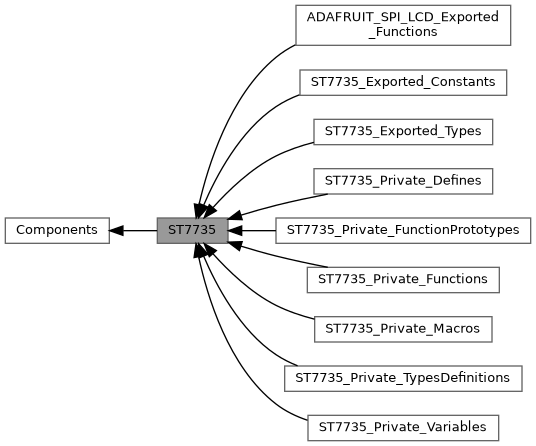 ADAFRUIT_SPI_LCD_Exported
_Functions
ST7735_Exported_Constants
ST7735_Exported_Types
ST7735_Private_Defines
Components
ST7735
ST7735_Private_FunctionPrototypes
ST7735_Private_Functions
ST7735_Private_Macros
ST7735_Private_TypesDefinitions
ST7735_Private_Variables